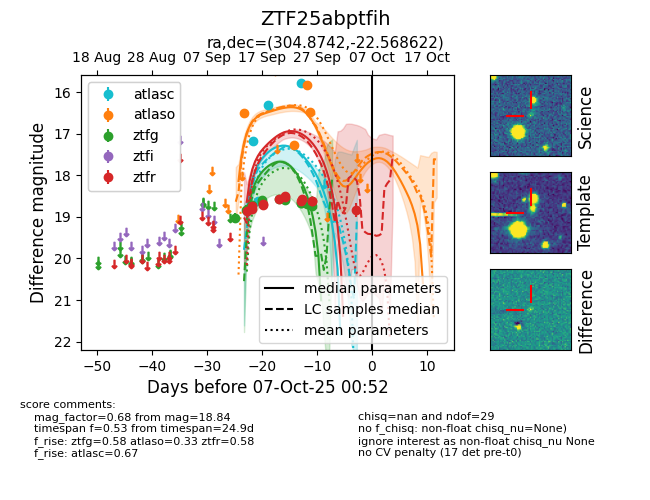 ZTF25abptfih
ra,dec=(304.8742,-22.568622)
18 Aug 28 Aug 07 Sep 17 Sep 27 Sep 07 Oct 17 Oct
atlasc
atlaso
ztfg
ztfi
ztfr
16
17
18
19
20
21
22
Difference magnitude
median parameters
LC samples median
mean parameters
−50 −40 −30 −20 −10 0 10
Days before 07-Oct-25 00:52
Science
Template
Difference
score comments:
mag_factor=0.68 from mag=18.84
timespan f=0.53 from timespan=24.9d
f_rise: ztfg=0.58 atlaso=0.33 ztfr=0.58
f_rise: atlasc=0.67
chisq=nan and ndof=29
no f_chisq: non-float chisq_nu=None)
ignore interest as non-float chisq_nu None
no CV penalty (17 det pre-t0)